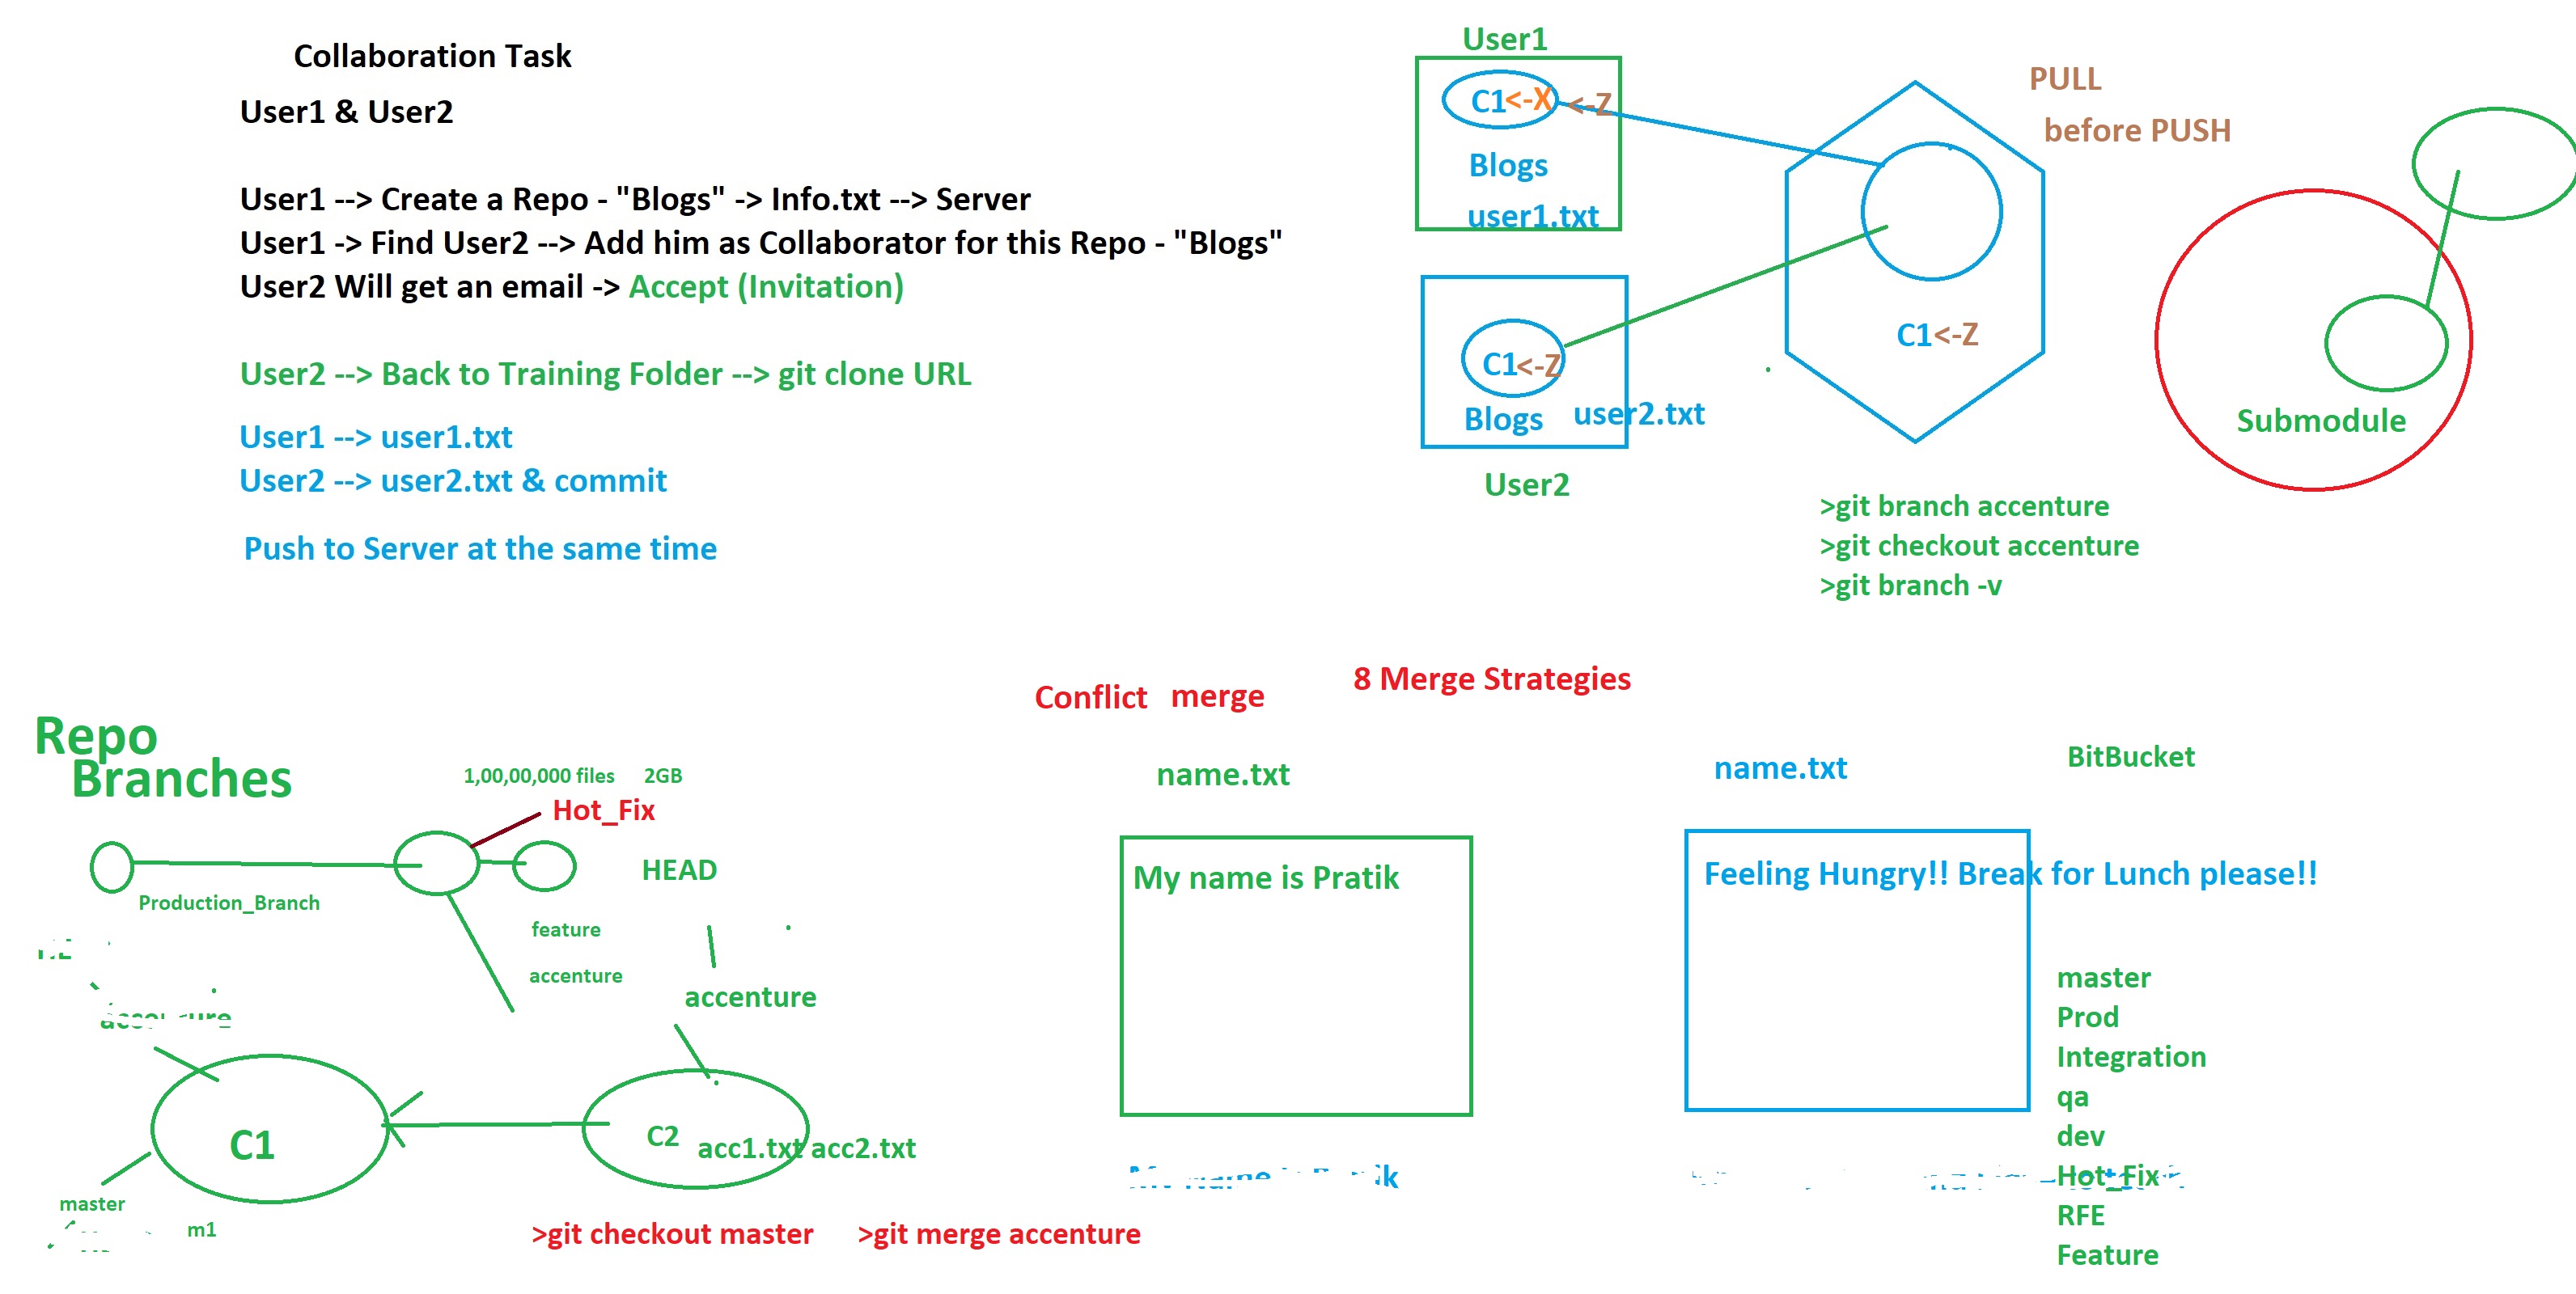 Collaboration Task
User1 & User2
User1 --> Create a Repo - "Blogs" -> Info.txt --> Server
User1 -> Find User2 --> Add him as Collaborator for this Repo - "Blogs"
User2 Will get an email -> Accept (Invitation)
User2 --> Back to Training Folder --> git clone URL
User1 --> user1.txt
User2 --> user2.txt & commit
Push to Server at the same time
User1
C1<-X <-Z
Blogs
user1.txt
C1<-Z
Blogs user2.txt
User2
C1<-Z
PULL
before PUSH
Submodule
>git branch accenture
>git checkout accenture
>git branch -v
Conflict merge
8 Merge Strategies
Repo
Branches
1,00,00,000 files 2GB
Hot_Fix
HEAD
Production_Branch
feature
accenture
accenture
C1
C2 acc1.txt acc2.txt
master
m1
>git checkout master >git merge accenture
name.txt
My name is Pratik
name.txt
Feeling Hungry!! Break for Lunch please!!
BitBucket
master
Prod
Integration
qa
dev
Hot_Fix
RFE
Feature